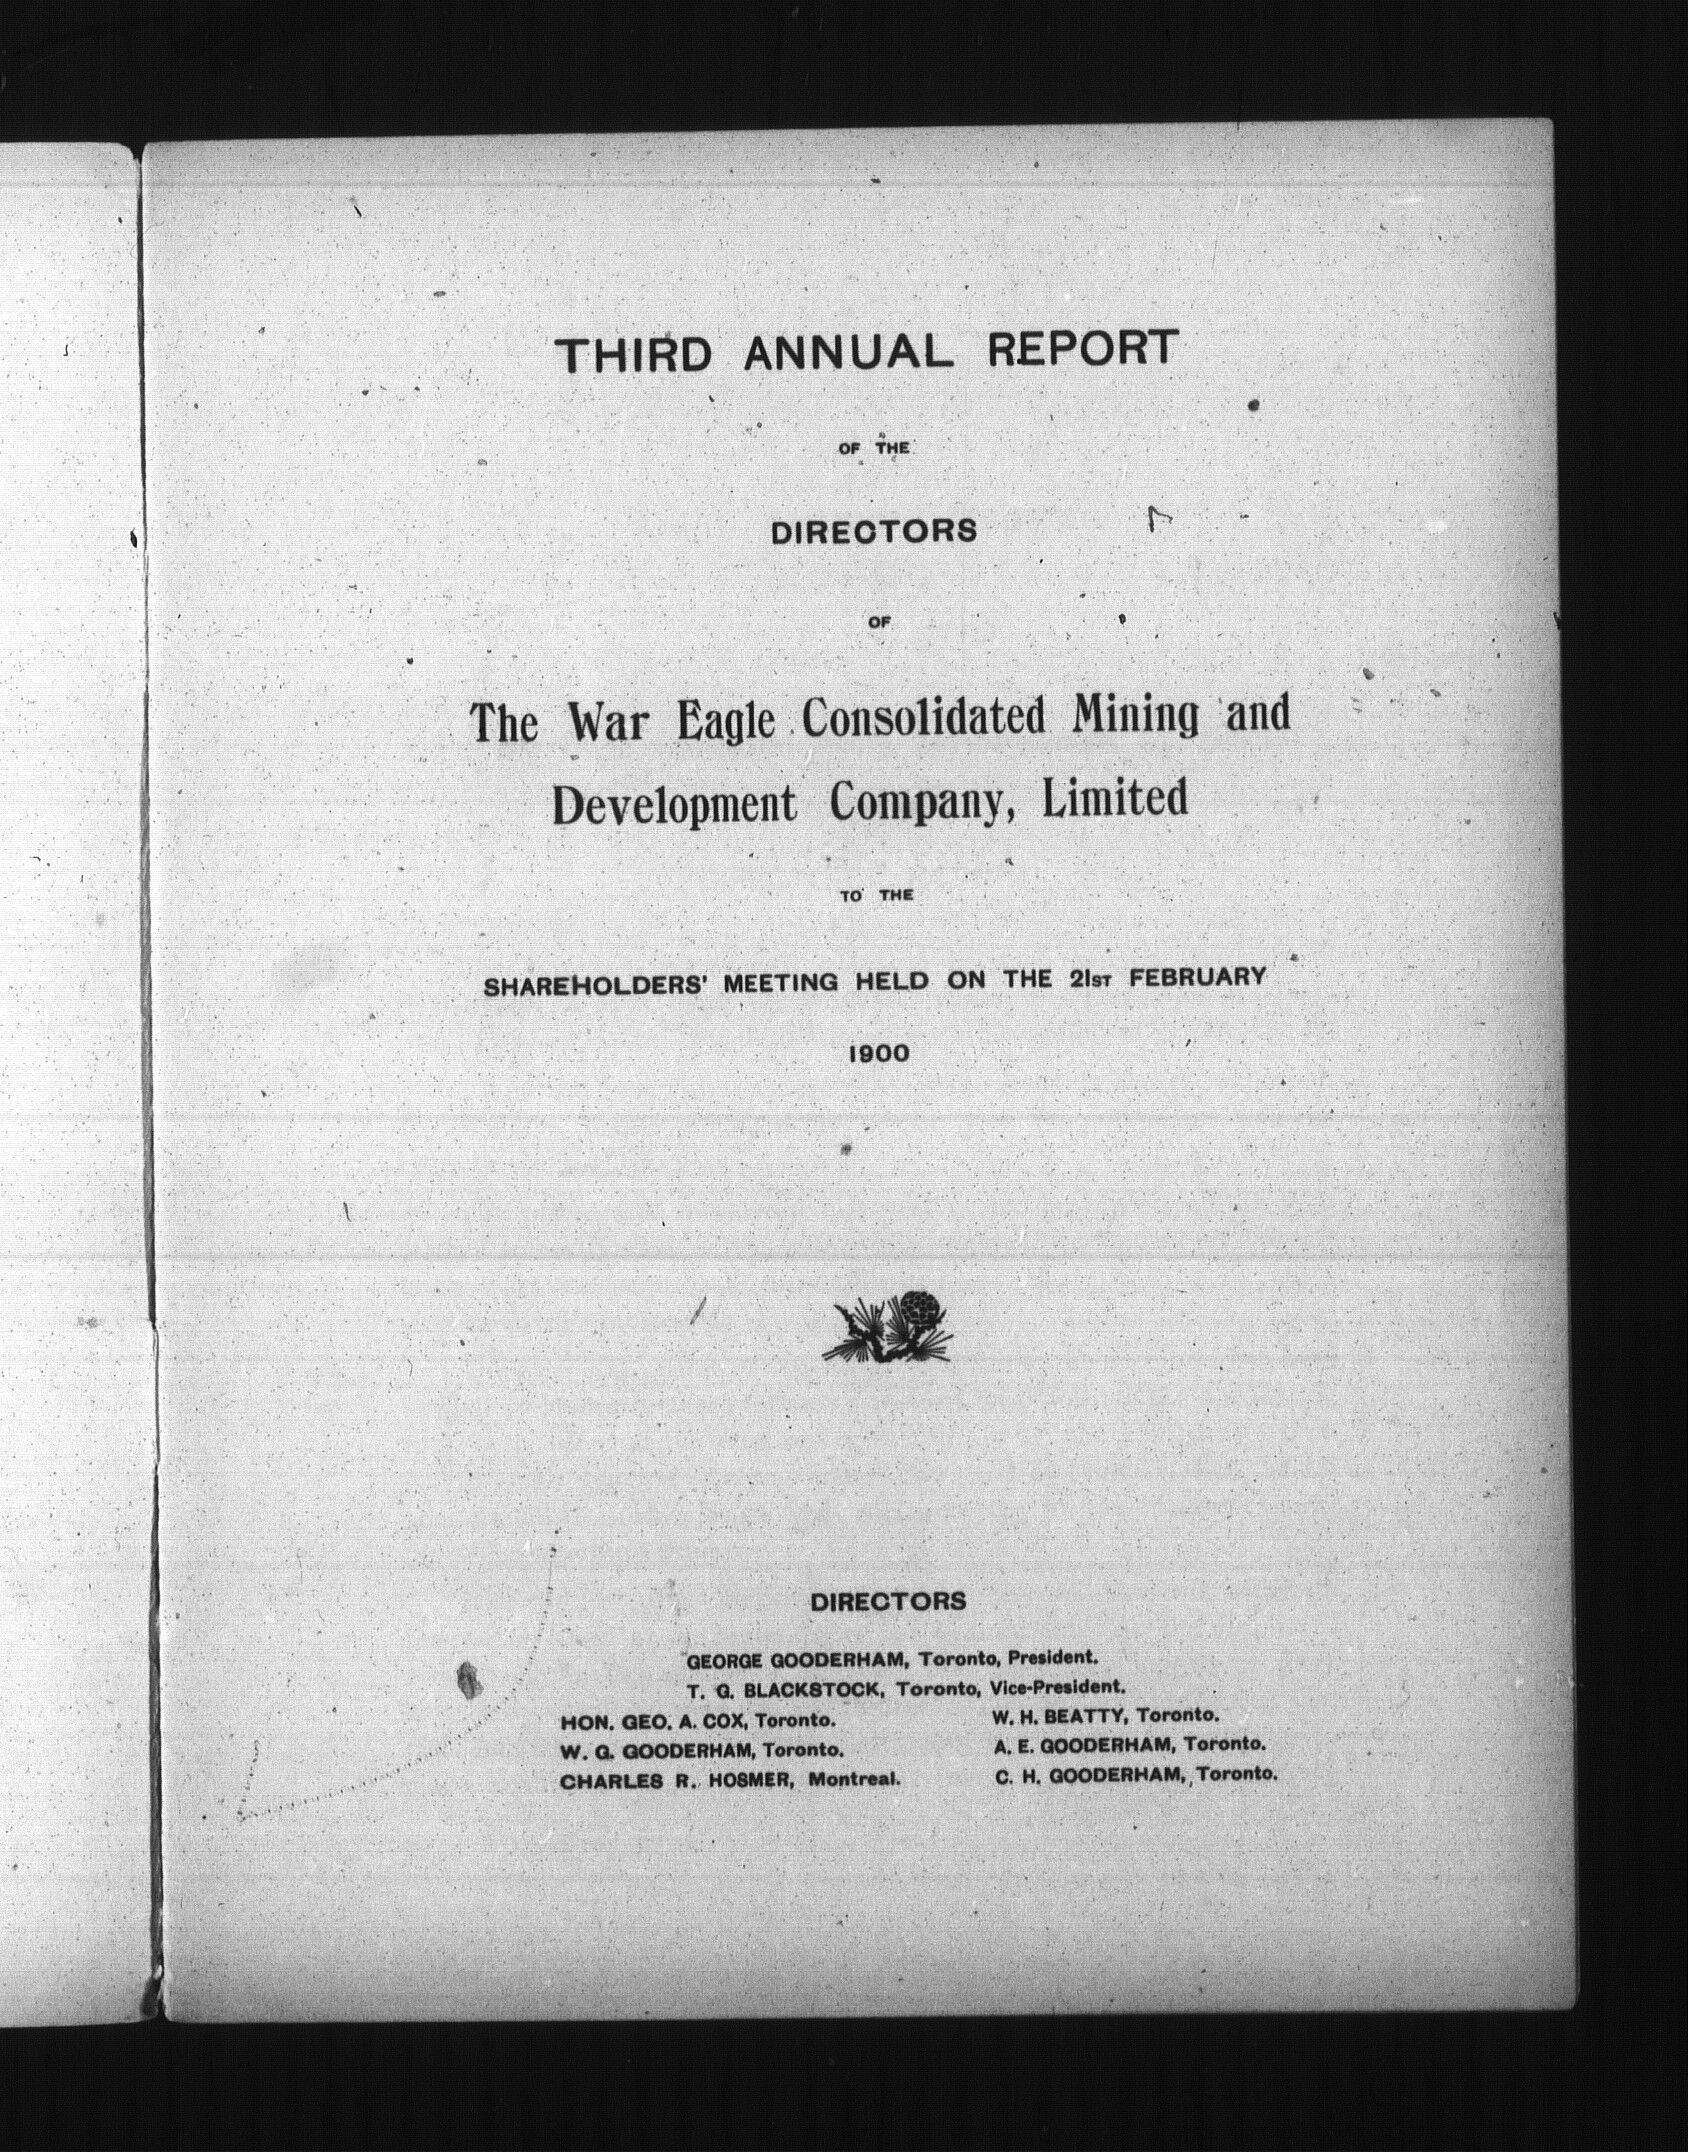 THIRD ANNUAL REPORT
OF THE
DIRECTORS
OF
The War Eagle Consolidated Mining and
Development Company, Limited
TO THE
SHAREHOLDERS' MEETING HELD ON THE 21ST FEBRUARY
1900
DIRECTORS
GEORGE GOODERHAM, Toronto, President.
T. G. BLACKSTOCK, Toronto, Vice-President.
HON. GEO. A. COX, Toronto. W. H. BEATTY, Toronto.
W. G. GOODERHAM, Toronto. A. E. GOODERHAM, Toronto.
CHARLES R. HOSMER, Montreal. C. H. GOODERHAM, Toronto.